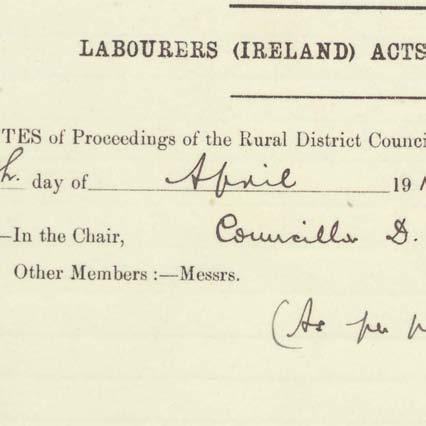 LABOURERS (IRELAND) ACTS
TES of Proceedings of the Rural District Counci
h. day of April 191
—In the Chair, Councillor D.
Other Members :—Messrs.
(As per p